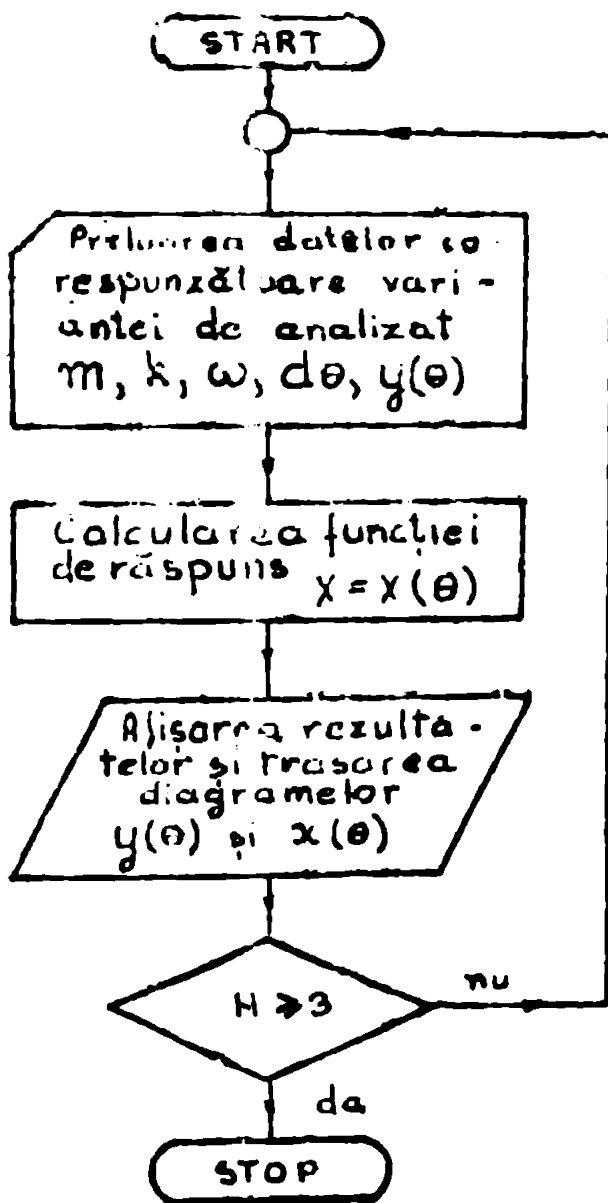 START
Preluarea datelor co
respunzătoare vari-
antei de analizat
m, k, ω, dθ, y(θ)
Calcularea funcției
de răspuns x = x(θ)
Afișarea rezulta-
telor și trasarea
diagramelor
y(θ) și x(θ)
H ≥ 3
nu
da
STOP